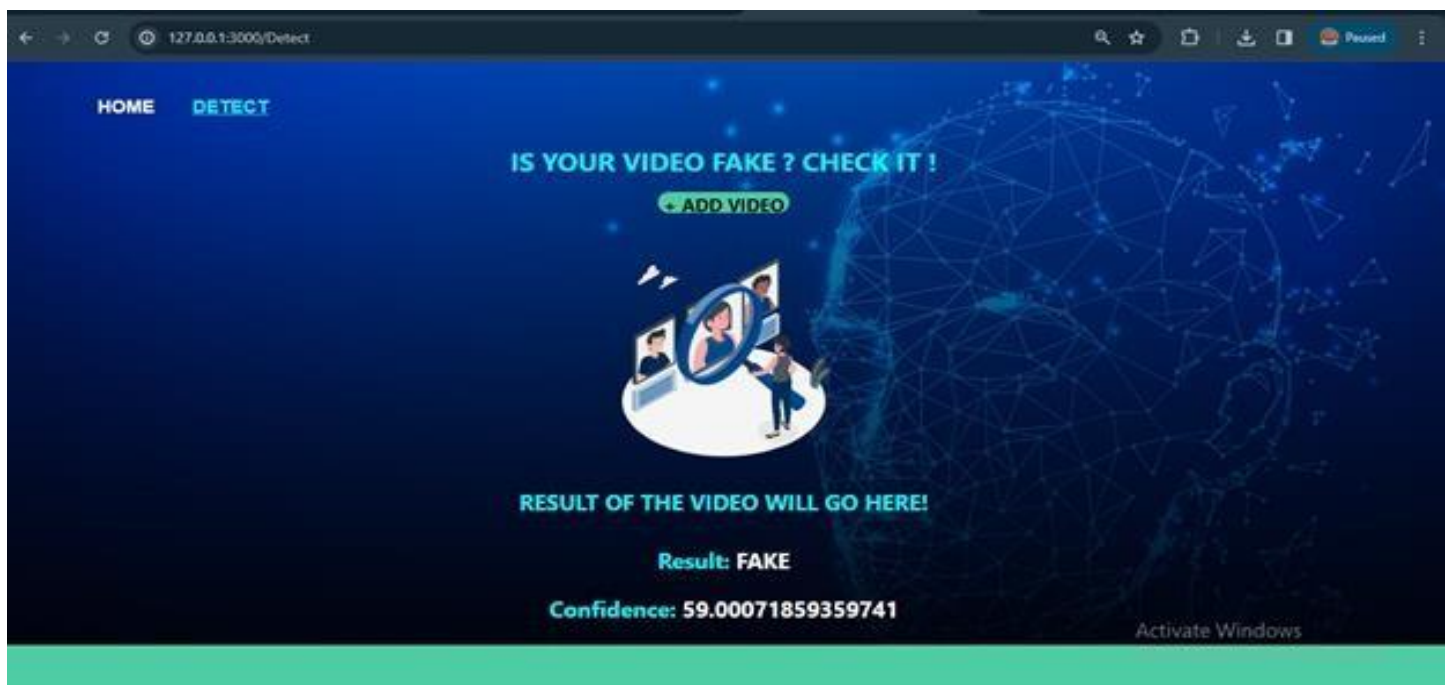 127.0.0.1:3000/Detect
Paused
HOME DETECT
IS YOUR VIDEO FAKE ? CHECK IT !
+ ADD VIDEO
RESULT OF THE VIDEO WILL GO HERE!
Result: FAKE
Confidence: 59.00071859359741
Activate Windows